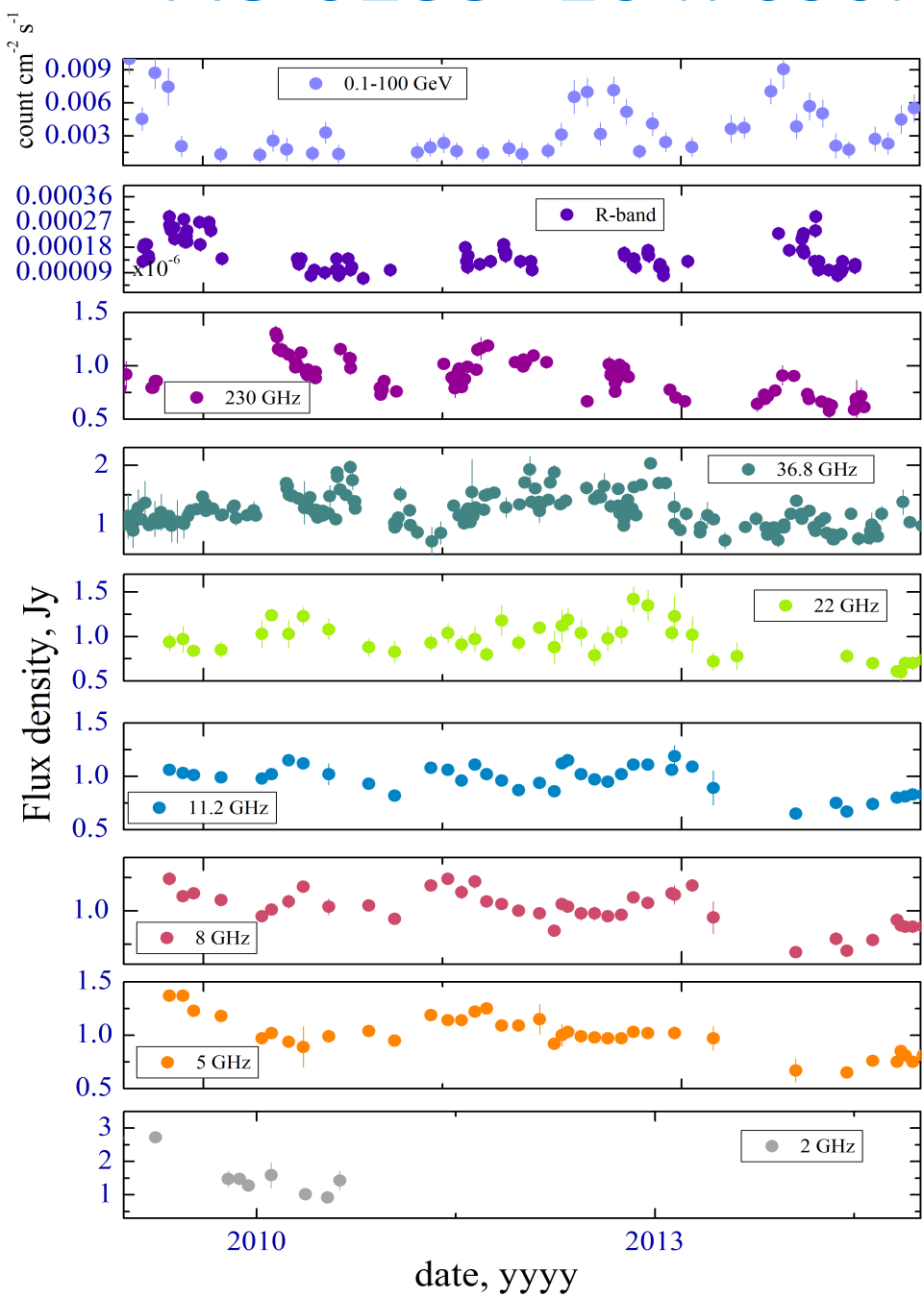 count cm⁻² s⁻¹
0.009
0.006
0.003
0.1-100 GeV
0.00036
0.00027
0.00018
0.00009
x10⁻⁶
R-band
1.5
1.0
0.5
230 GHz
2
1
36.8 GHz
Flux density, Jy
1.5
1.0
0.5
22 GHz
1.5
1.0
0.5
11.2 GHz
1.0
8 GHz
1.5
1.0
0.5
5 GHz
3
2
1
2 GHz
2010 2013
date, yyyy